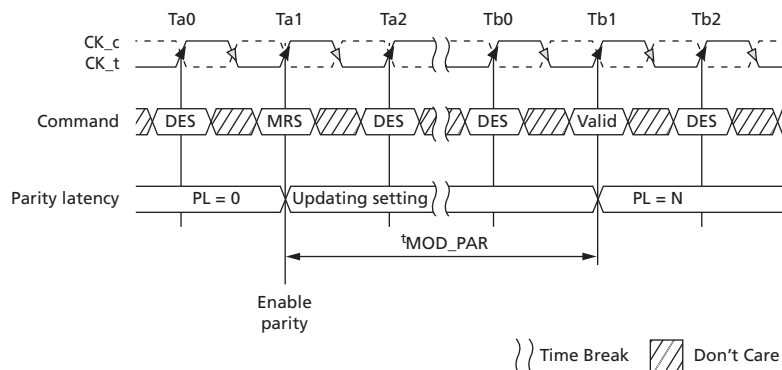 Ta0 Ta1 Ta2 Tb0 Tb1 Tb2
CK_c
CK_t
Command DES MRS DES DES Valid DES
Parity latency PL = 0 Updating setting PL = N
tMOD_PAR
Enable
parity
Time Break Don't Care